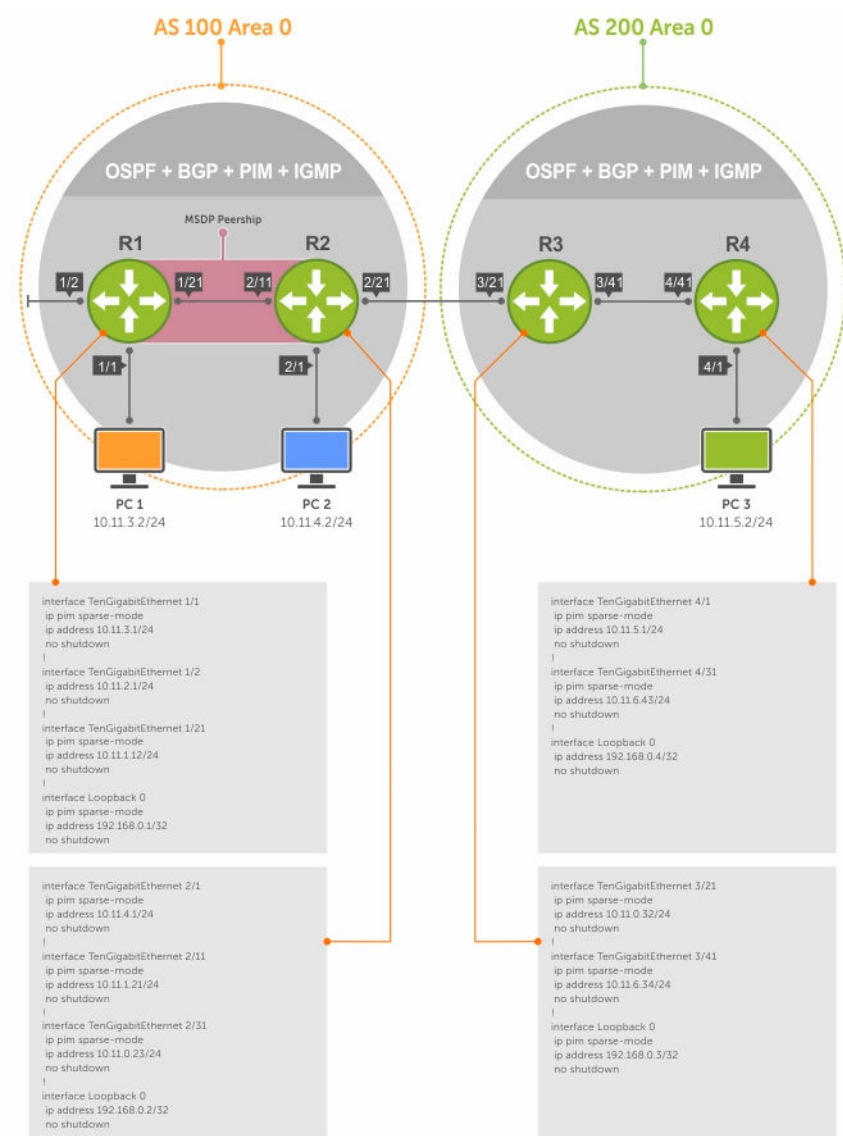 AS 100 Area 0
AS 200 Area 0
OSPF + BGP + PIM + IGMP
OSPF + BGP + PIM + IGMP
MSDP Peership
R1
R2
R3
R4
1/2
1/21
2/11
2/21
3/21
3/41
4/41
1/1
2/1
4/1
PC 1
10.11.3.2/24
PC 2
10.11.4.2/24
PC 3
10.11.5.2/24
interface TenGigabitEthernet 1/1
ip pim sparse-mode
ip address 10.11.3.1/24
no shutdown
!
interface TenGigabitEthernet 1/2
ip address 10.11.2.1/24
no shutdown
!
interface TenGigabitEthernet 1/21
ip pim sparse-mode
ip address 10.11.1.12/24
no shutdown
!
interface Loopback 0
ip pim sparse-mode
ip address 192.168.0.1/32
no shutdown
interface TenGigabitEthernet 4/1
ip pim sparse-mode
ip address 10.11.5.1/24
no shutdown
!
interface TenGigabitEthernet 4/31
ip pim sparse-mode
ip address 10.11.6.43/24
no shutdown
!
interface Loopback 0
ip address 192.168.0.4/32
no shutdown
interface TenGigabitEthernet 2/1
ip pim sparse-mode
ip address 10.11.4.1/24
no shutdown
!
interface TenGigabitEthernet 2/11
ip pim sparse-mode
ip address 10.11.1.21/24
no shutdown
!
interface TenGigabitEthernet 2/31
ip pim sparse-mode
ip address 10.11.0.23/24
no shutdown
!
interface Loopback 0
ip address 192.168.0.2/32
no shutdown
interface TenGigabitEthernet 3/21
ip pim sparse-mode
ip address 10.11.0.32/24
no shutdown
!
interface TenGigabitEthernet 3/41
ip pim sparse-mode
ip address 10.11.6.34/24
no shutdown
!
interface Loopback 0
ip address 192.168.0.3/32
no shutdown